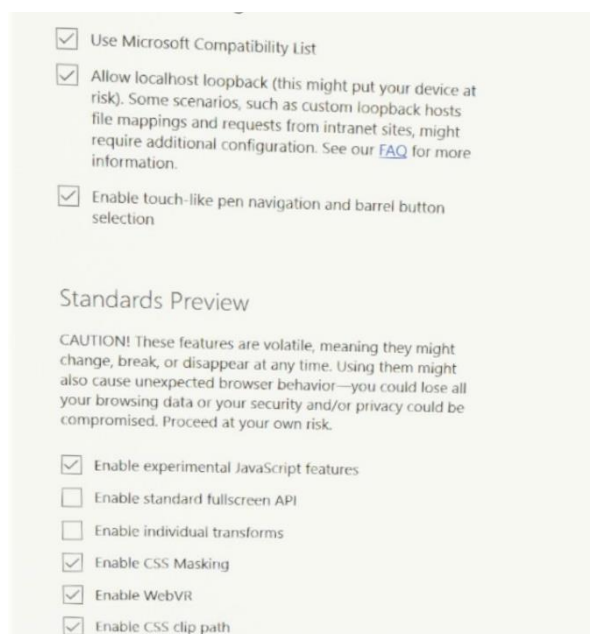 Use Microsoft Compatibility List
Allow localhost loopback (this might put your device at
risk). Some scenarios, such as custom loopback hosts
file mappings and requests from intranet sites, might
require additional configuration. See our FAQ for more
information.
Enable touch-like pen navigation and barrel button
selection
Standards Preview
CAUTION! These features are volatile, meaning they might
change, break, or disappear at any time. Using them might
also cause unexpected browser behavior—you could lose all
your browsing data or your security and/or privacy could be
compromised. Proceed at your own risk.
Enable experimental JavaScript features
Enable standard fullscreen API
Enable individual transforms
Enable CSS Masking
Enable WebVR
Enable CSS clip path